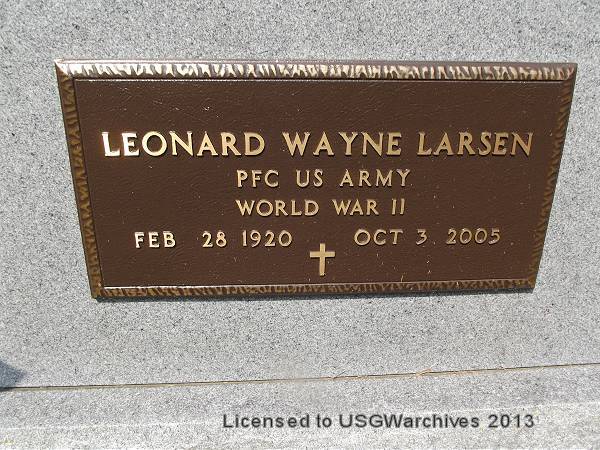 LEONARD WAYNE LARSEN
PFC US ARMY
WORLD WAR II
FEB 28 1920 OCT 3 2005
Licensed to USGWarchives 2013